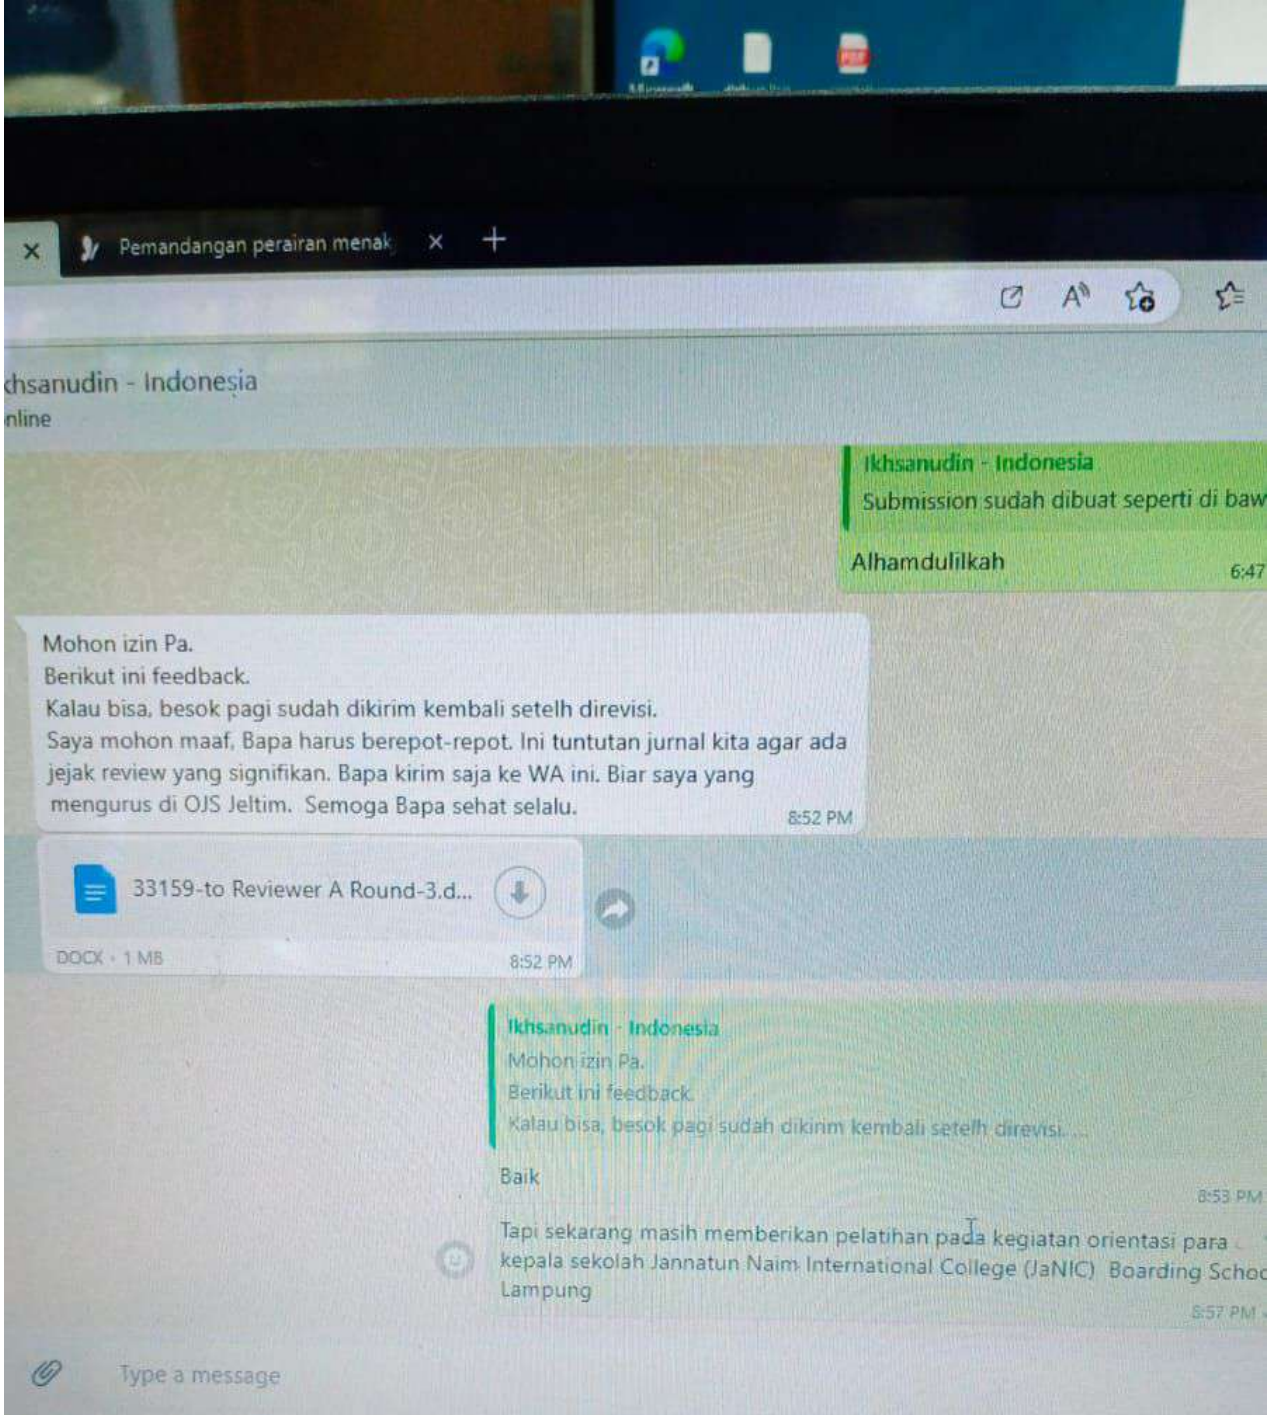 PDF
Pemandangan perairan menak
chsanudin - Indonesia
nline
Ikhsanudin - Indonesia
Submission sudah dibuat seperti di baw
Alhamdulilkah
6:47
Mohon izin Pa.
Berikut ini feedback.
Kalau bisa, besok pagi sudah dikirim kembali setelh direvisi.
Saya mohon maaf, Bapa harus berepot-repot. Ini tuntutan jurnal kita agar ada
jejak review yang signifikan. Bapa kirim saja ke WA ini. Biar saya yang
mengurus di OJS Jeltim. Semoga Bapa sehat selalu.
8:52 PM
33159-to Reviewer A Round-3.d...
DOCX • 1 MB
8:52 PM
Ikhsanudin - Indonesia
Mohon izin Pa.
Berikut ini feedback.
Kalau bisa, besok pagi sudah dikirim kembali setelh direvisi. ...
Baik
8:53 PM
Tapi sekarang masih memberikan pelatihan pada kegiatan orientasi para
kepala sekolah Jannatun Naim International College (JaNIC) Boarding Schoo
Lampung
8:57 PM
Type a message